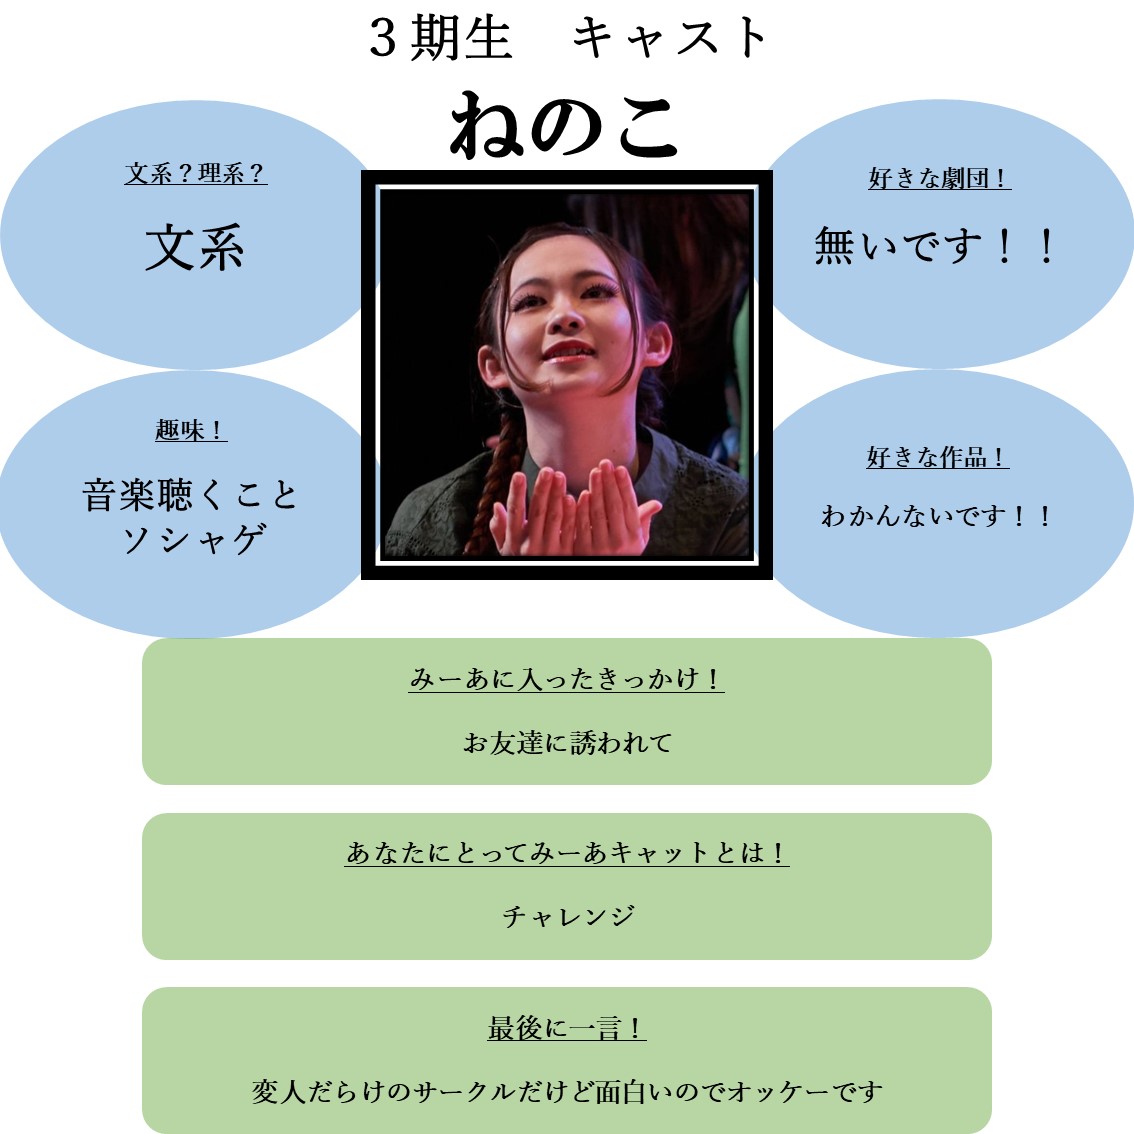 ３期生　キャスト
ねのこ
文系？理系？
文系
好きな劇団！
無いです！！
趣味！
音楽聴くこと
ソシャゲ
好きな作品！
わかんないです！！
みーあに入ったきっかけ！
お友達に誘われて
あなたにとってみーあキャットとは！
チャレンジ
最後に一言！
変人だらけのサークルだけど面白いのでオッケーです